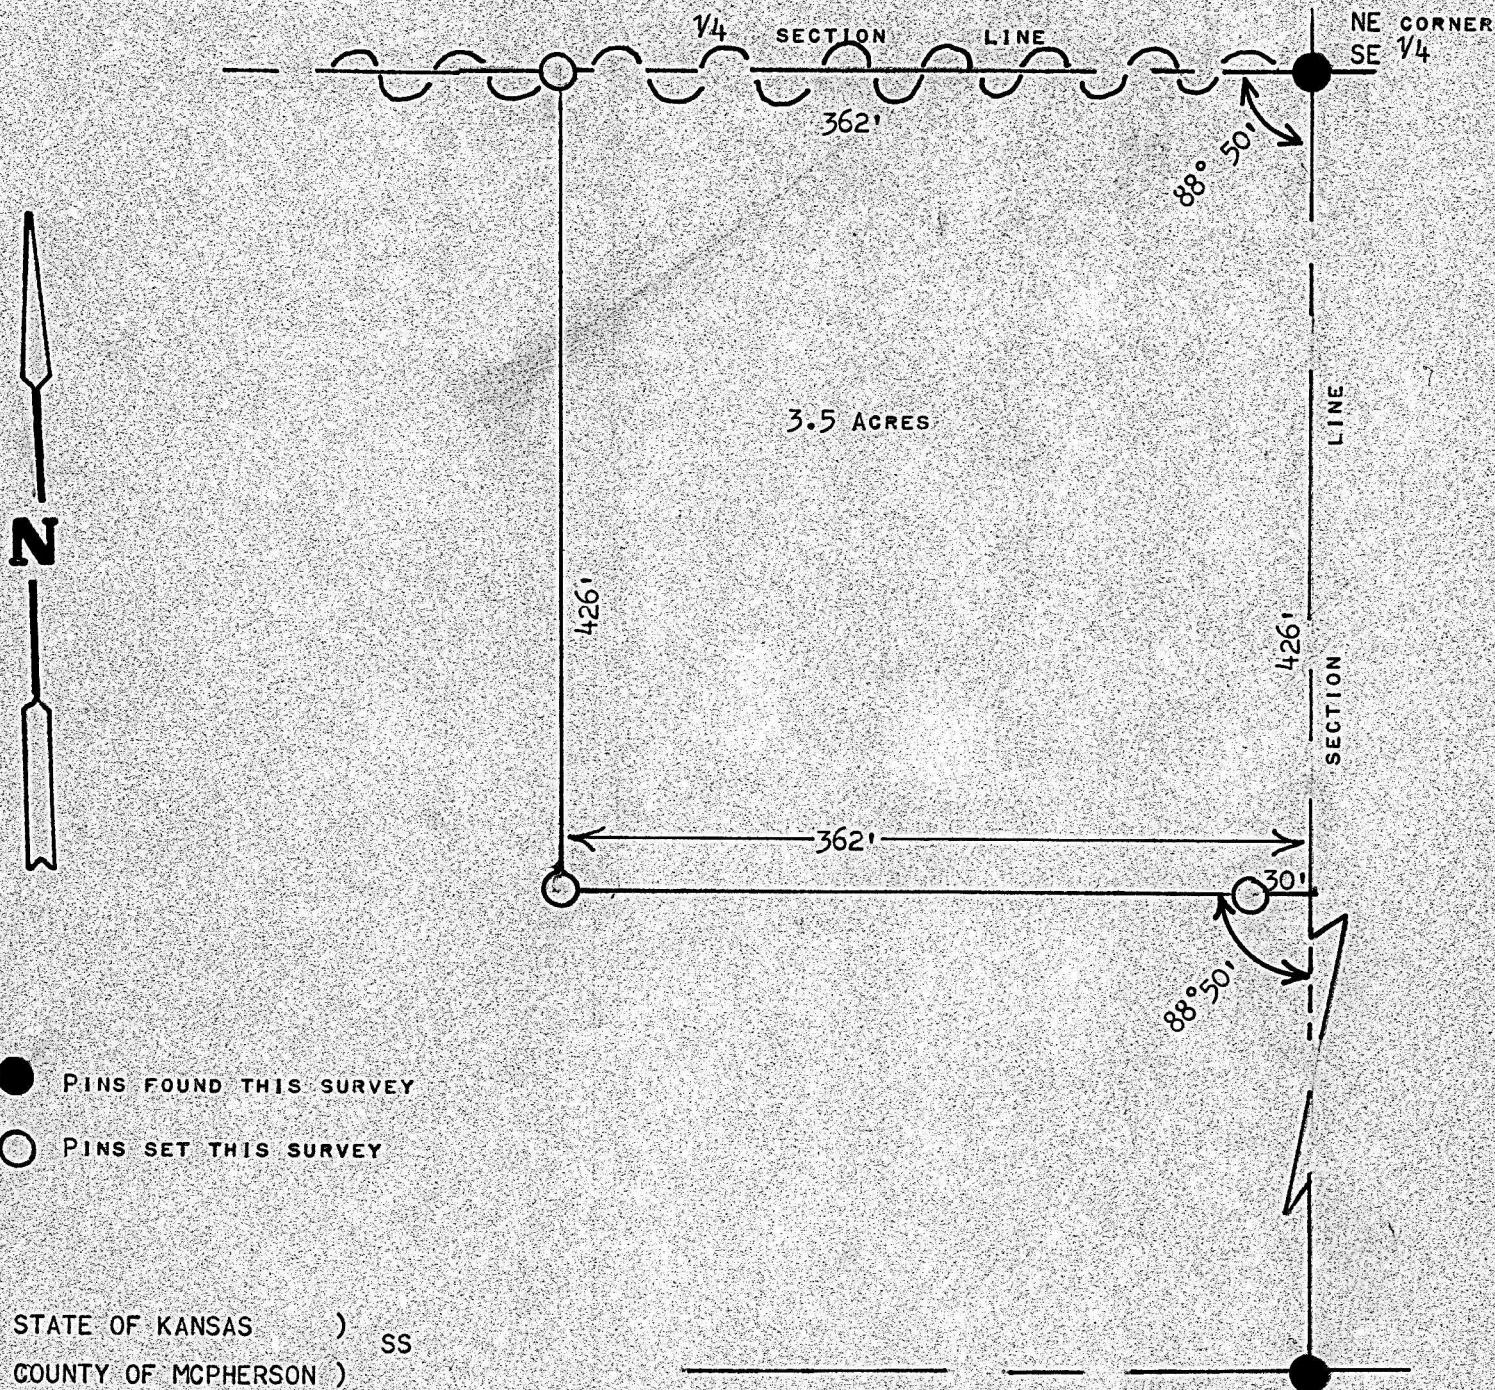 1/4 SECTION LINE
NE CORNER
SE 1/4
362'
88° 50'
3.5 ACRES
LINE
N
426'
426'
SECTION
362'
30'
88°50'
PINS FOUND THIS SURVEY
PINS SET THIS SURVEY
STATE OF KANSAS )
SS
COUNTY OF MCPHERSON )